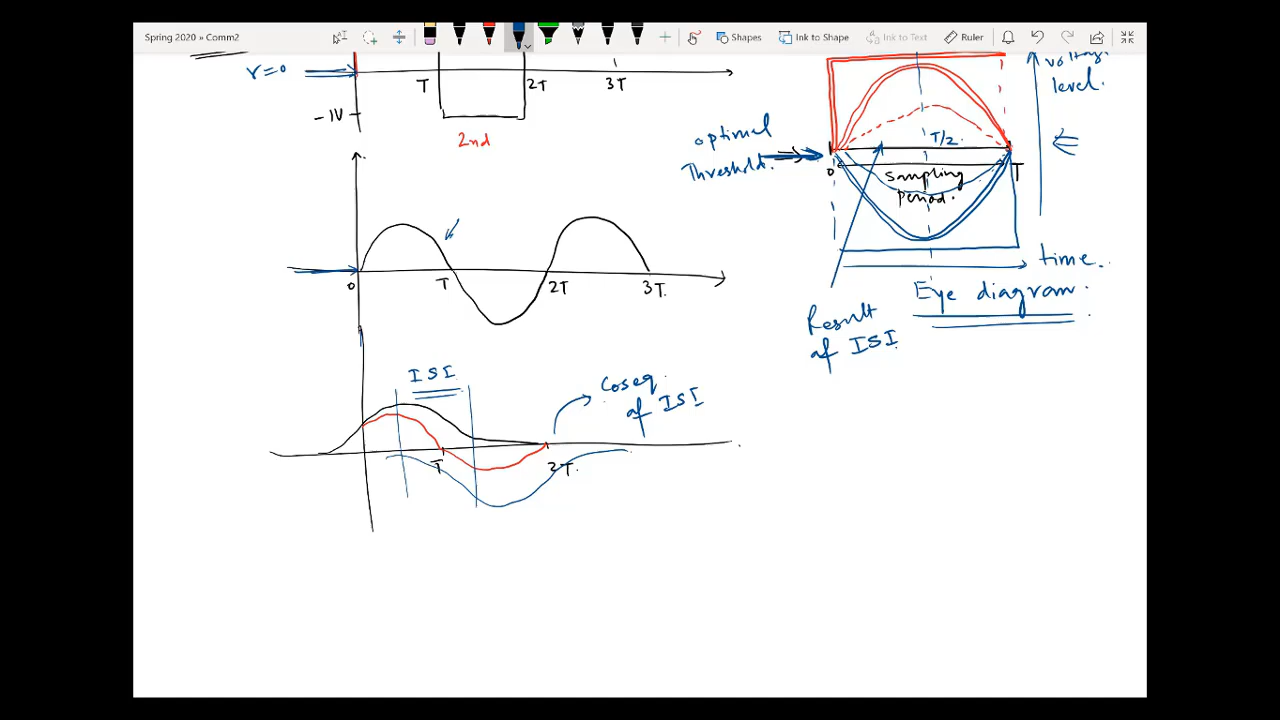 Spring 2020 » Comm2
Shapes
Ink to Shape
Ink to Text
Ruler
r=0
T
2T
3T
-1V
2nd
voltage
level.
optimal
Threshold.
T/2.
0
T
Sampling
period.
time.
Eye diagram.
Result
of ISI.
0
T
2T
3T.
ISI.
Coseq.
of ISI
T
2T.